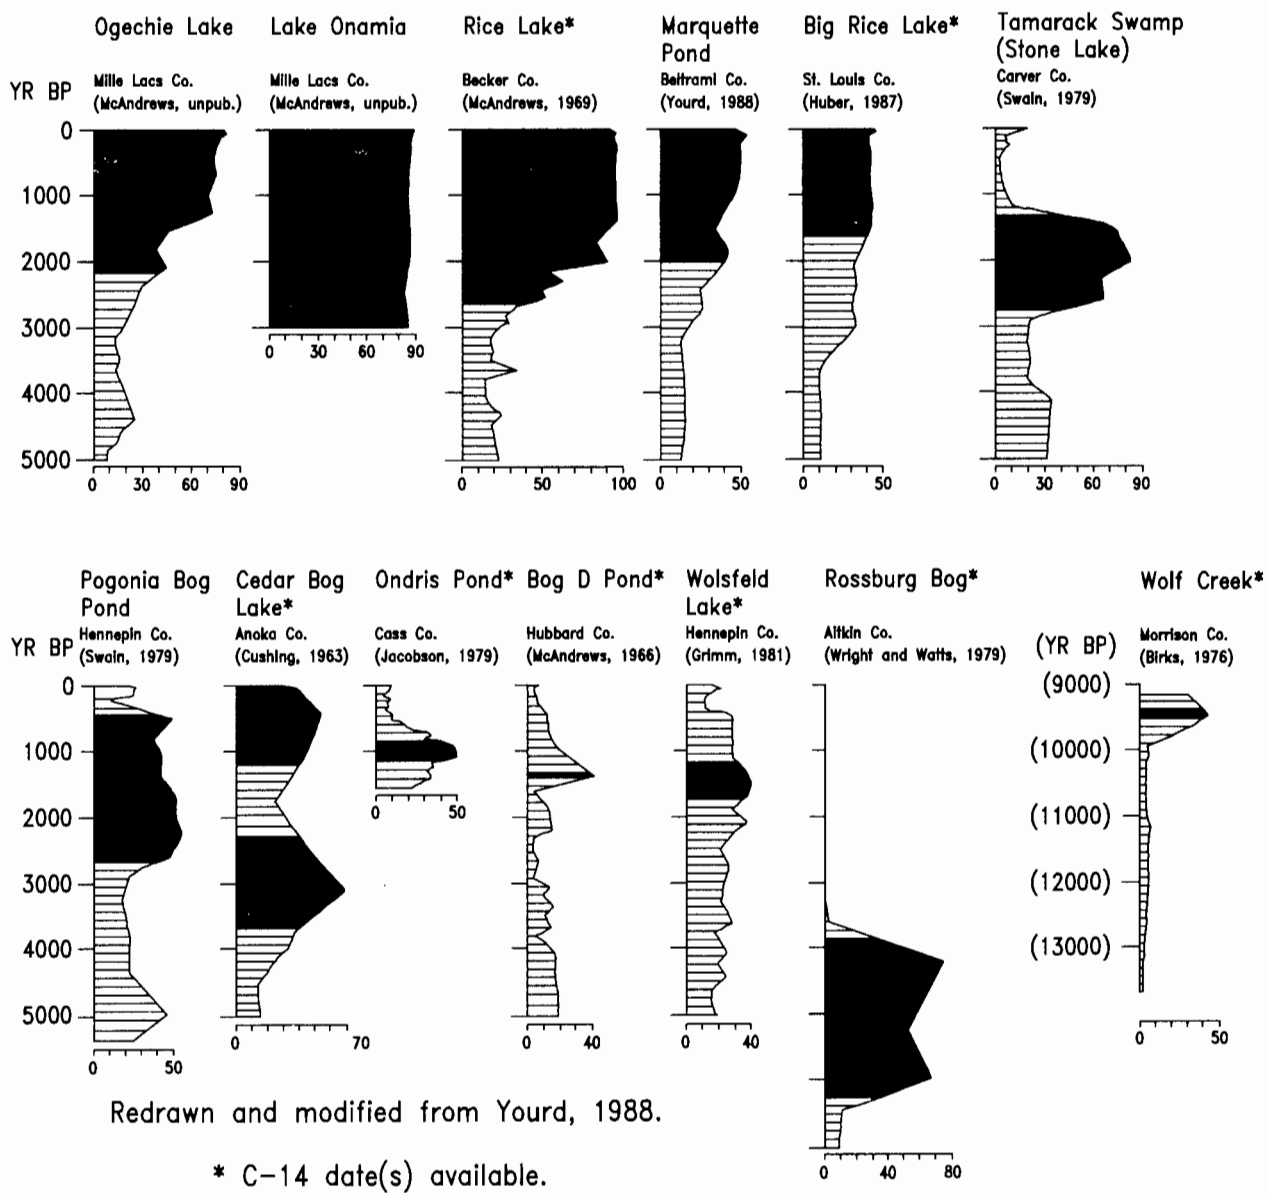 Ogechie Lake
Mille Lacs Co.
(McAndrews, unpub.)
Lake Onamia
Mille Lacs Co.
(McAndrews, unpub.)
Rice Lake*
Becker Co.
(McAndrews, 1969)
Marquette
Pond
Beltrami Co.
(Yourd, 1988)
Big Rice Lake*
St. Louis Co.
(Huber, 1987)
Tamarack Swamp
(Stone Lake)
Carver Co.
(Swain, 1979)
YR BP
0
1000
2000
3000
4000
5000
0 30 60 90
0 30 60 90
0 50 100
0 50
0 50
0 30 60 90
Pogonia Bog
Pond
Hennepin Co.
(Swain, 1979)
Cedar Bog
Lake*
Anoka Co.
(Cushing, 1963)
Ondris Pond*
Cass Co.
(Jacobson, 1979)
Bog D Pond*
Hubbard Co.
(McAndrews, 1966)
Wolsfeld
Lake*
Hennepin Co.
(Grimm, 1981)
Rossburg Bog*
Aitkin Co.
(Wright and Watts, 1979)
Wolf Creek*
Morrison Co.
(Birks, 1976)
YR BP
0
1000
2000
3000
4000
5000
(YR BP)
(9000)
(10000)
(11000)
(12000)
(13000)
0 50
0 70
0 50
0 40
0 40
0 40 80
0 50
Redrawn and modified from Yourd, 1988.
* C-14 date(s) available.